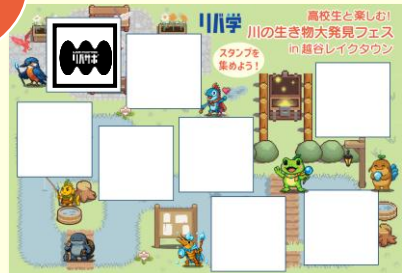 リバ学
高校生と楽しむ!
川の生き物大発見フェス
in 越谷レイクタウン
スタンプを
集めよう!
リバサポ